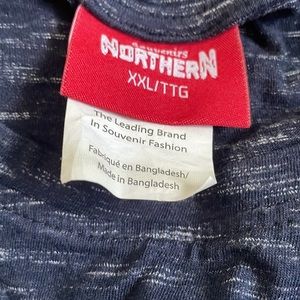 Souvenirs
NORTHERN
XXL/TTG
The Leading Brand
In Souvenir Fashion
Fabriqué en Bangladesh/
Made in Bangladesh